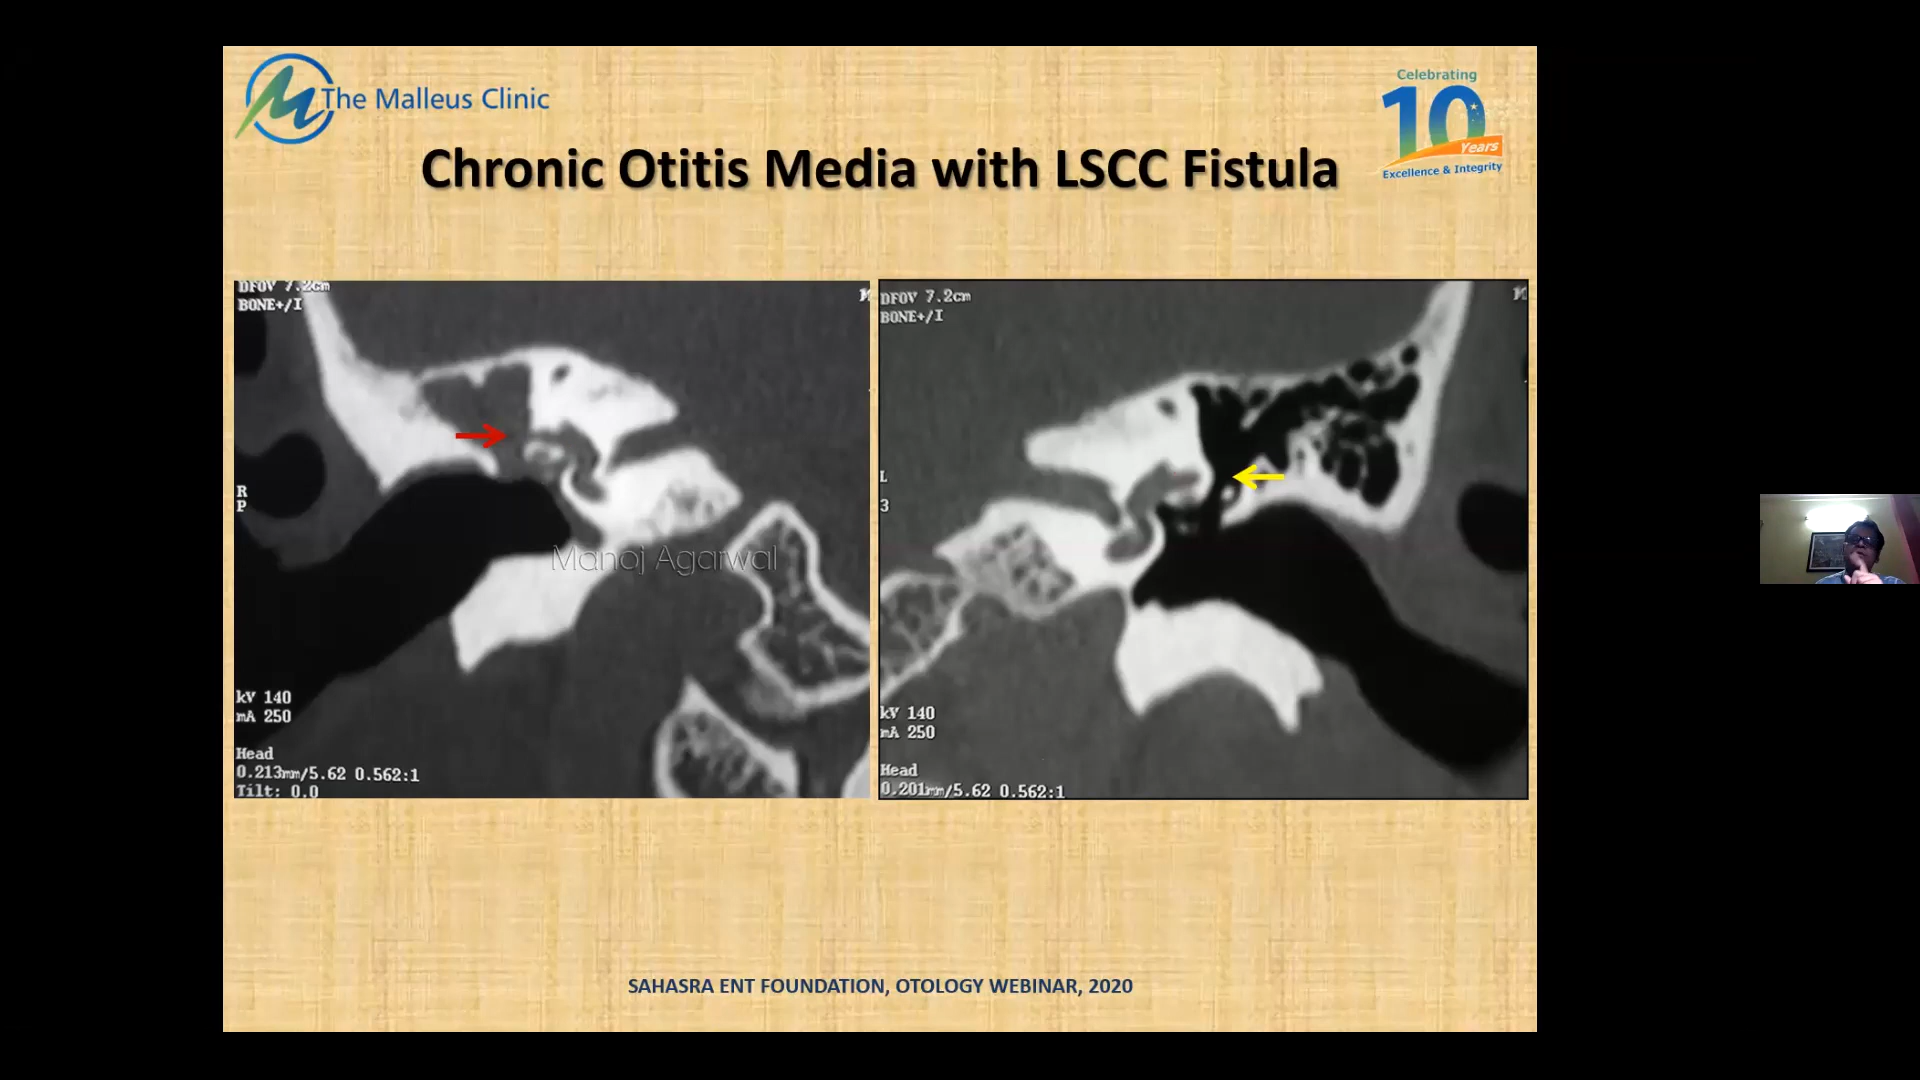 The Malleus Clinic
Celebrating
10
Years
Excellence & Integrity
Chronic Otitis Media with LSCC Fistula
DFOV 7.2cm
BONE+/I
R
P
kV 140
mA 250
Head
0.213mm/5.62 0.562:1
Tilt: 0.0
Manoj Agarwal
DFOV 7.2cm
BONE+/I
L
3
kV 140
mA 250
Head
0.201mm/5.62 0.562:1
SAHASRA ENT FOUNDATION, OTOLOGY WEBINAR, 2020